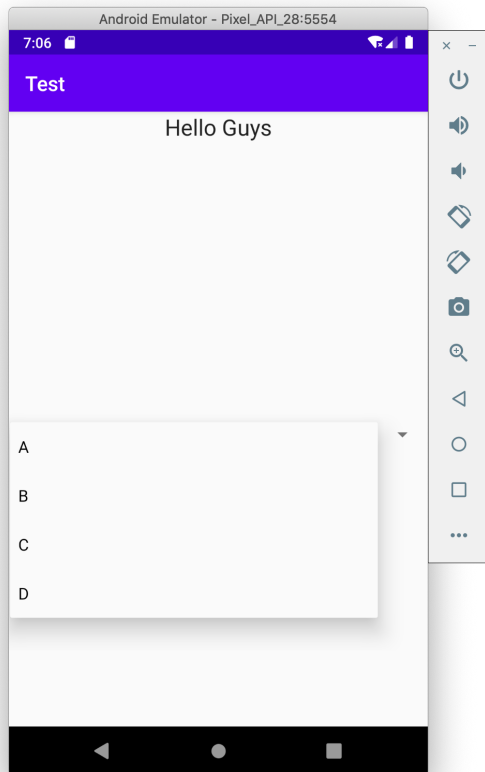 Android Emulator - Pixel_API_28:5554
7:06
Test
Hello Guys
A
B
C
D